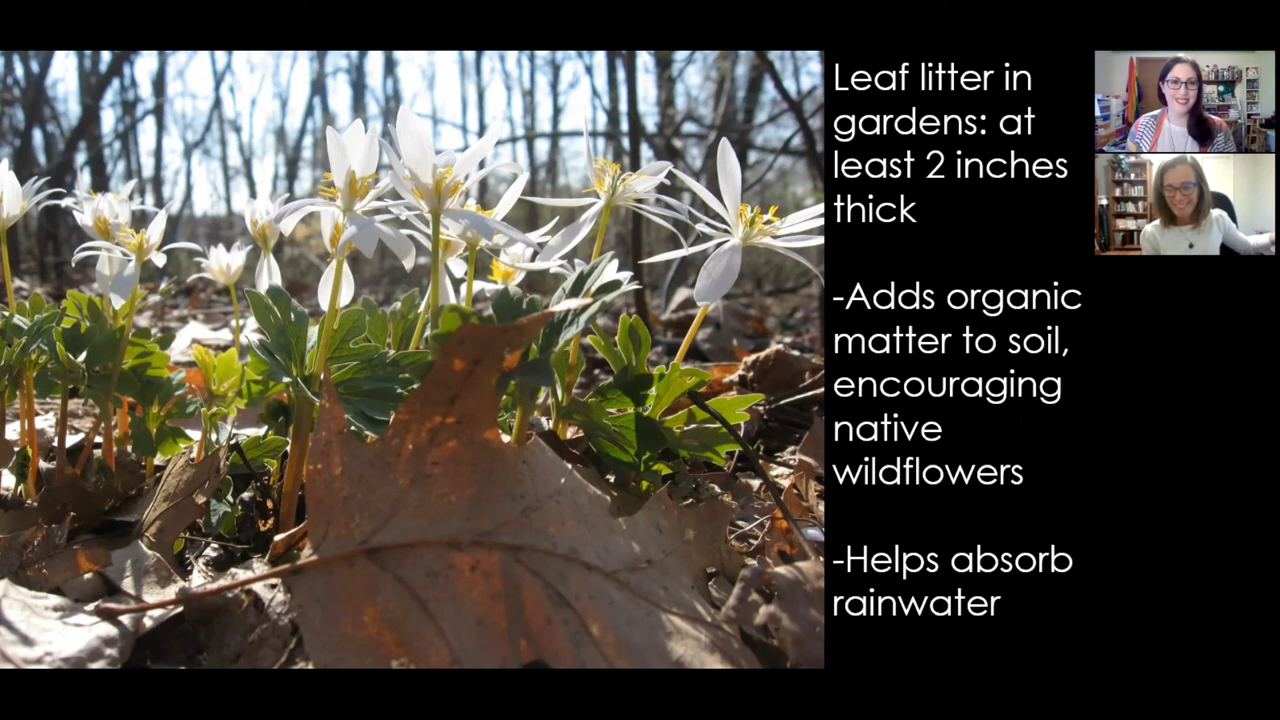 Leaf litter in
gardens: at
least 2 inches
thick
-Adds organic
matter to soil,
encouraging
native
wildflowers
-Helps absorb
rainwater